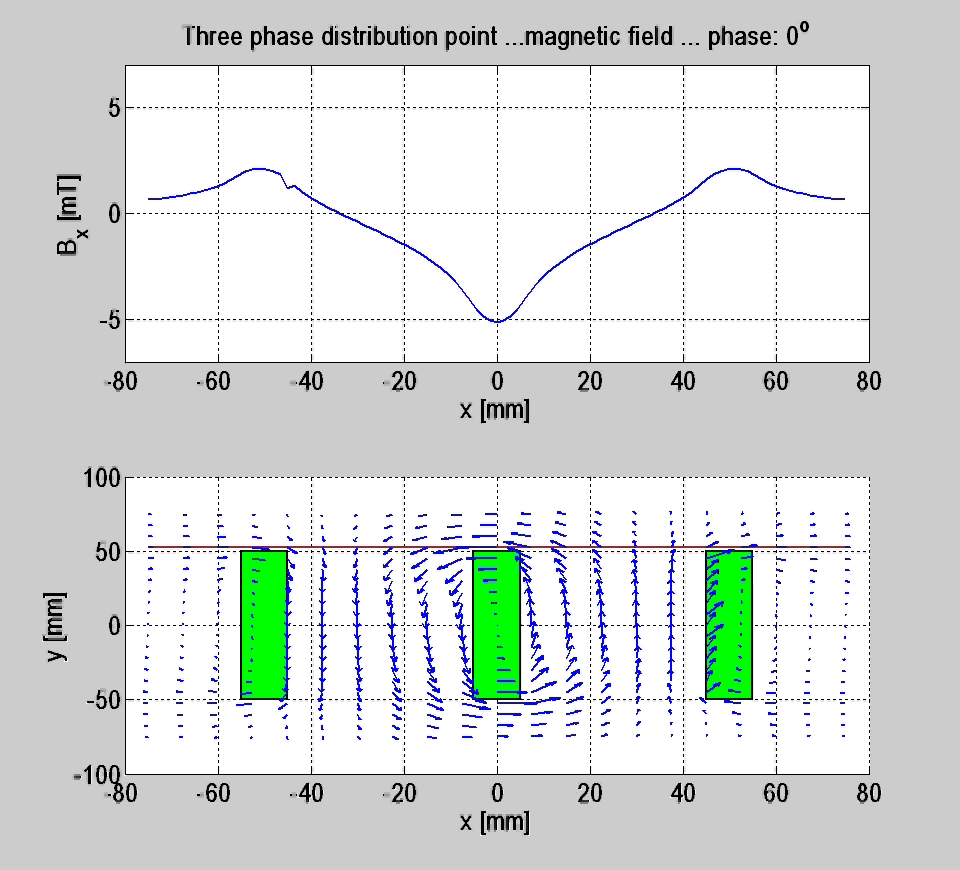 Three phase distribution point ...magnetic field ... phase: 0°
5
0
-5
Bx [mT]
-80 -60 -40 -20 0 20 40 60 80
x [mm]
100
50
0
-50
-100
y [mm]
-80 -60 -40 -20 0 20 40 60 80
x [mm]